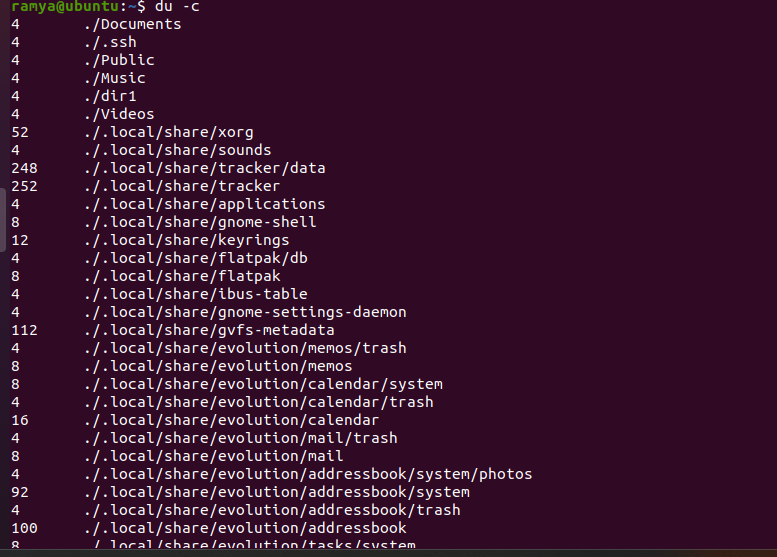 ramya@ubuntu:~$ du -c
4 ./Documents
4 ./.ssh
4 ./Public
4 ./Music
4 ./dir1
4 ./Videos
52 ./.local/share/xorg
4 ./.local/share/sounds
248 ./.local/share/tracker/data
252 ./.local/share/tracker
4 ./.local/share/applications
8 ./.local/share/gnome-shell
12 ./.local/share/keyrings
4 ./.local/share/flatpak/db
8 ./.local/share/flatpak
4 ./.local/share/ibus-table
4 ./.local/share/gnome-settings-daemon
112 ./.local/share/gvfs-metadata
4 ./.local/share/evolution/memos/trash
8 ./.local/share/evolution/memos
8 ./.local/share/evolution/calendar/system
4 ./.local/share/evolution/calendar/trash
16 ./.local/share/evolution/calendar
4 ./.local/share/evolution/mail/trash
8 ./.local/share/evolution/mail
4 ./.local/share/evolution/addressbook/system/photos
92 ./.local/share/evolution/addressbook/system
4 ./.local/share/evolution/addressbook/trash
100 ./.local/share/evolution/addressbook
8 ./.local/share/evolution/tasks/system